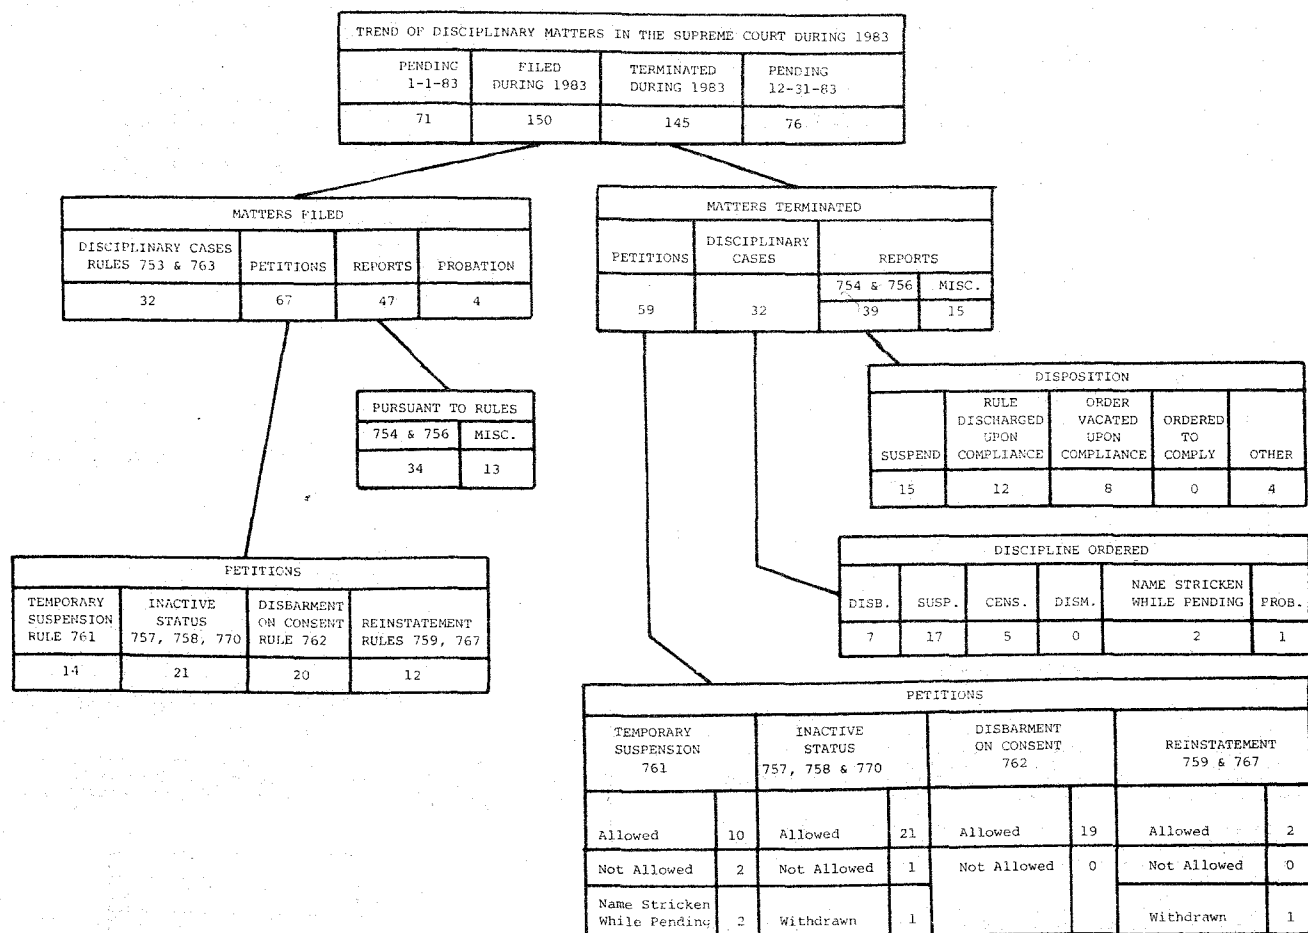 TREND OF DISCIPLINARY MATTERS IN THE SUPREME COURT DURING 1983
PENDING 1-1-83
FILED DURING 1983
TERMINATED DURING 1983
PENDING 12-31-83
71 150 145 76
MATTERS FILED
DISCIPLINARY CASES RULES 753 & 763
PETITIONS
REPORTS
PROBATION
32 67 47 4
MATTERS TERMINATED
PETITIONS
DISCIPLINARY CASES
REPORTS
754 & 756 MISC.
59 32 39 15
PURSUANT TO RULES
754 & 756 MISC.
34 13
DISPOSITION
SUSPEND
RULE DISCHARGED UPON COMPLIANCE
ORDER VACATED UPON COMPLIANCE
ORDERED TO COMPLY
OTHER
15 12 8 0 4
DISCIPLINE ORDERED
DISB. SUSP. CENS. DISM. NAME STRICKEN WHILE PENDING PROB.
7 17 5 0 2 1
PETITIONS
TEMPORARY SUSPENSION RULE 761
INACTIVE STATUS 757, 758, 770
DISBARMENT ON CONSENT RULE 762
REINSTATEMENT RULES 759, 767
14 21 20 12
PETITIONS
TEMPORARY SUSPENSION 761
INACTIVE STATUS 757, 758 & 770
DISBARMENT ON CONSENT 762
REINSTATEMENT 759 & 767
Allowed 10 Allowed 21 Allowed 19 Allowed 2
Not Allowed 2 Not Allowed 1 Not Allowed 0 Not Allowed 0
Name Stricken While Pending 2 Withdrawn 1 Withdrawn 1